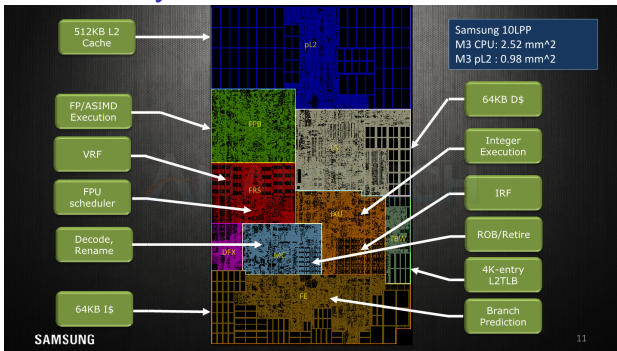 512KB L2
Cache
pL2
Samsung 10LPP
M3 CPU: 2.52 mm^2
M3 pL2 : 0.98 mm^2
FP/ASIMD
Execution
FPB
64KB D$
VRF
Integer
Execution
FPU
scheduler
FRS
IXU
IRF
Decode,
Rename
DFX
MC
TBW
ROB/Retire
4K-entry
L2TLB
64KB I$
FE
Branch
Prediction
SAMSUNG
11